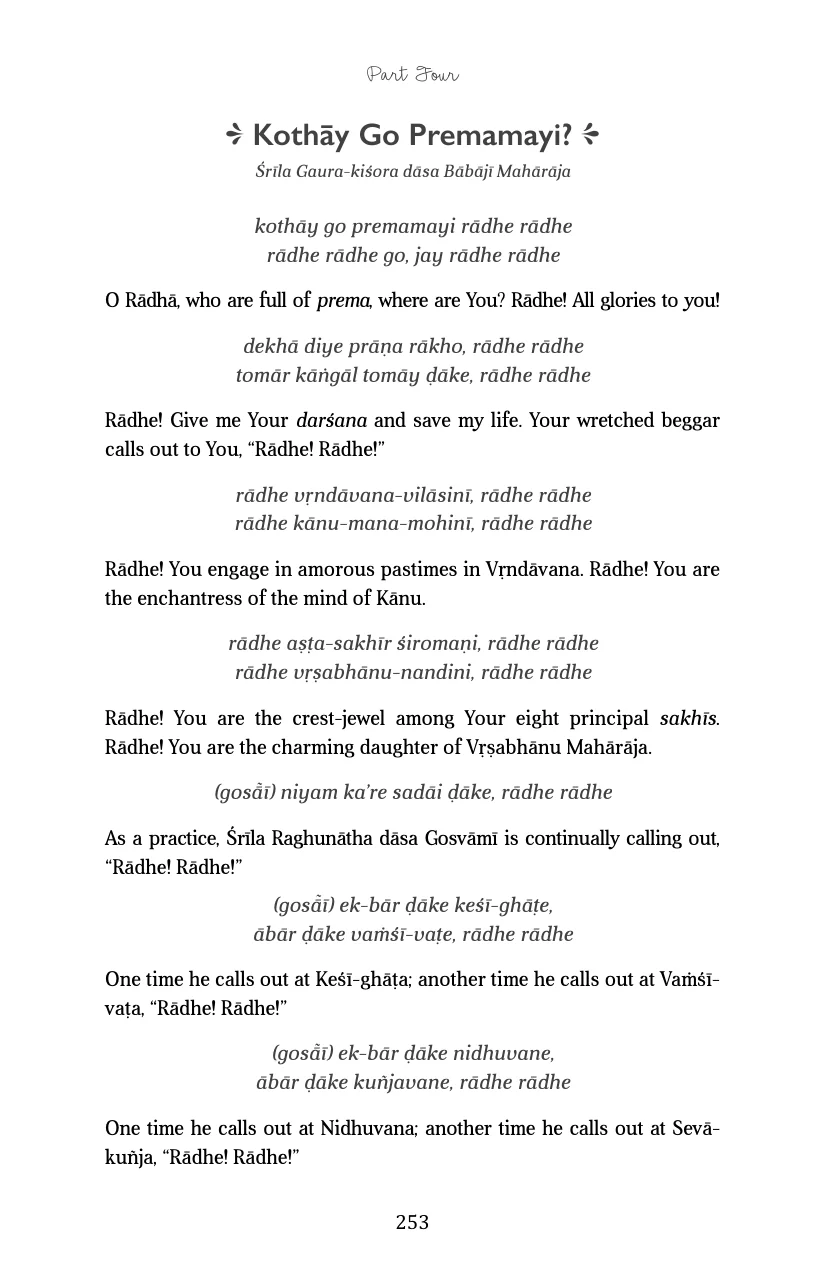 Part Four
Kothāy Go Premamayi?
Śrīla Gaura-kiśora dāsa Bābājī Mahārāja
kothāy go premamayi rādhe rādhe
rādhe rādhe go, jay rādhe rādhe
O Rādhā, who are full of prema, where are You? Rādhe! All glories to you!
dekhā diye prāṇa rākho, rādhe rādhe
tomār kāṅgāl tomāy ḍāke, rādhe rādhe
Rādhe! Give me Your darśana and save my life. Your wretched beggar
calls out to You, “Rādhe! Rādhe!”
rādhe vṛndāvana-vilāsinī, rādhe rādhe
rādhe kānu-mana-mohinī, rādhe rādhe
Rādhe! You engage in amorous pastimes in Vṛndāvana. Rādhe! You are
the enchantress of the mind of Kānu.
rādhe aṣṭa-sakhīr śiromaṇi, rādhe rādhe
rādhe vṛṣabhānu-nandini, rādhe rādhe
Rādhe! You are the crest-jewel among Your eight principal sakhīs.
Rādhe! You are the charming daughter of Vṛṣabhānu Mahārāja.
(gosā̃ī) niyam ka’re sadāi ḍāke, rādhe rādhe
As a practice, Śrīla Raghunātha dāsa Gosvāmī is continually calling out,
“Rādhe! Rādhe!”
(gosā̃ī) ek-bār ḍāke keśī-ghāṭe,
ābār ḍāke vaṁśī-vaṭe, rādhe rādhe
One time he calls out at Keśī-ghāṭa; another time he calls out at Vaṁśī-
vaṭa, “Rādhe! Rādhe!”
(gosā̃ī) ek-bār ḍāke nidhuvane,
ābār ḍāke kuñjavane, rādhe rādhe
One time he calls out at Nidhuvana; another time he calls out at Sevā-
kuñja, “Rādhe! Rādhe!”
253